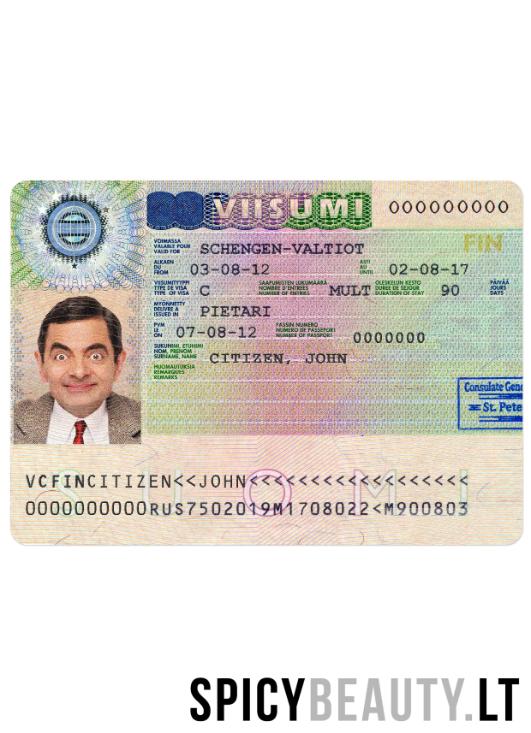 VIISUMI 000000000
FIN
VOIMASSA
VALABLE POUR
VALID FOR
SCHENGEN-VALTIOT
ALKAEN
DU
FROM
03-08-12
ASTI
AU
UNTIL
02-08-17
VIISUMITYYPPI
TYPE DE VISA
TYPE OF VISA
C
SAAPUMISTEN LUKUMÄÄRÄ
NOMBRE D'ENTREES
NUMBER OF ENTRIES
MULT
OLESKELUN KESTO
DUREE DE SEJOUR
DURATION OF STAY
90
PÄIVÄÄ
JOURS
DAYS
MYÖNNETTY
DELIVRE A
ISSUED IN
PIETARI
PVM
LE
ON
07-08-12
PASSIN NUMERO
NUMERO DE PASSEPORT
NUMBER OF PASSPORT
0000000
SUKUNIMI, ETUNIMI
NOM, PRENOM
SURNAME, NAME
CITIZEN, JOHN
HUOMAUTUKSIA
REMARQUES
REMARKS
Consulate Gen
St. Pete
SUOMI
VCFINCITIZEN<<JOHN<<<<<<<<<<<<<<<<<<<
0000000000RUS7502019M1708022<M900803
SPICYBEAUTY.LT